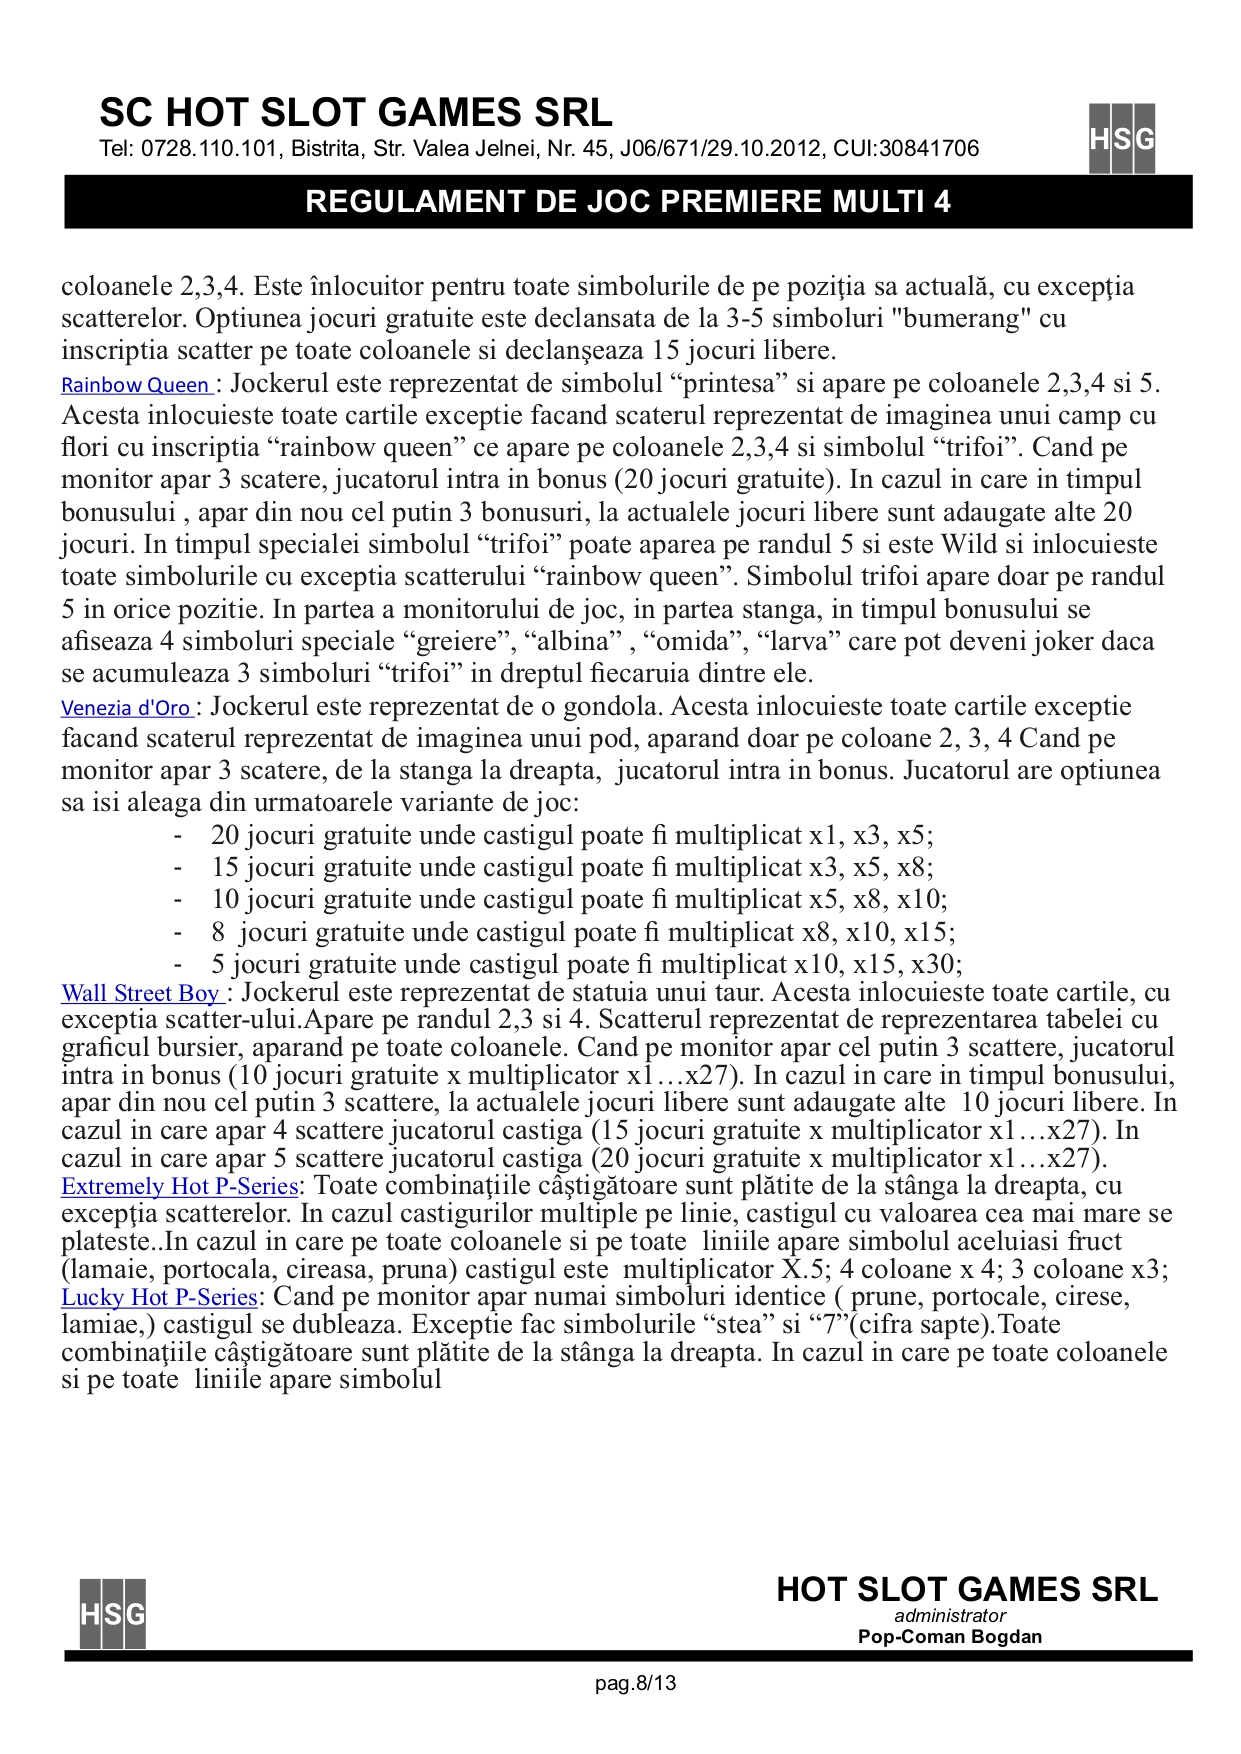 SC HOT SLOT GAMES SRL
Tel: 0728.110.101, Bistrita, Str. Valea Jelnei, Nr. 45, J06/671/29.10.2012, CUI:30841706
HSG
REGULAMENT DE JOC PREMIERE MULTI 4
coloanele 2,3,4. Este înlocuitor pentru toate simbolurile de pe poziţia sa actuală, cu excepţia
scatterelor. Optiunea jocuri gratuite este declansata de la 3-5 simboluri "bumerang" cu
inscriptia scatter pe toate coloanele si declanşeaza 15 jocuri libere.
Rainbow Queen : Jockerul este reprezentat de simbolul “printesa” si apare pe coloanele 2,3,4 si 5.
Acesta inlocuieste toate cartile exceptie facand scaterul reprezentat de imaginea unui camp cu
flori cu inscriptia “rainbow queen” ce apare pe coloanele 2,3,4 si simbolul “trifoi”. Cand pe
monitor apar 3 scatere, jucatorul intra in bonus (20 jocuri gratuite). In cazul in care in timpul
bonusului , apar din nou cel putin 3 bonusuri, la actualele jocuri libere sunt adaugate alte 20
jocuri. In timpul specialei simbolul “trifoi” poate aparea pe randul 5 si este Wild si inlocuieste
toate simbolurile cu exceptia scatterului “rainbow queen”. Simbolul trifoi apare doar pe randul
5 in orice pozitie. In partea a monitorului de joc, in partea stanga, in timpul bonusului se
afiseaza 4 simboluri speciale “greiere”, “albina” , “omida”, “larva” care pot deveni joker daca
se acumuleaza 3 simboluri “trifoi” in dreptul fiecaruia dintre ele.
Venezia d'Oro : Jockerul este reprezentat de o gondola. Acesta inlocuieste toate cartile exceptie
facand scaterul reprezentat de imaginea unui pod, aparand doar pe coloane 2, 3, 4 Cand pe
monitor apar 3 scatere, de la stanga la dreapta,  jucatorul intra in bonus. Jucatorul are optiunea
sa isi aleaga din urmatoarele variante de joc:
- 20 jocuri gratuite unde castigul poate fi multiplicat x1, x3, x5;
- 15 jocuri gratuite unde castigul poate fi multiplicat x3, x5, x8;
- 10 jocuri gratuite unde castigul poate fi multiplicat x5, x8, x10;
- 8  jocuri gratuite unde castigul poate fi multiplicat x8, x10, x15;
- 5 jocuri gratuite unde castigul poate fi multiplicat x10, x15, x30;
Wall Street Boy : Jockerul este reprezentat de statuia unui taur. Acesta inlocuieste toate cartile, cu
exceptia scatter-ului.Apare pe randul 2,3 si 4. Scatterul reprezentat de reprezentarea tabelei cu
graficul bursier, aparand pe toate coloanele. Cand pe monitor apar cel putin 3 scattere, jucatorul
intra in bonus (10 jocuri gratuite x multiplicator x1…x27). In cazul in care in timpul bonusului,
apar din nou cel putin 3 scattere, la actualele jocuri libere sunt adaugate alte  10 jocuri libere. In
cazul in care apar 4 scattere jucatorul castiga (15 jocuri gratuite x multiplicator x1…x27). In
cazul in care apar 5 scattere jucatorul castiga (20 jocuri gratuite x multiplicator x1…x27).
Extremely Hot P-Series: Toate combinaţiile câştigătoare sunt plătite de la stânga la dreapta, cu
excepţia scatterelor. In cazul castigurilor multiple pe linie, castigul cu valoarea cea mai mare se
plateste..In cazul in care pe toate coloanele si pe toate  liniile apare simbolul aceluiasi fruct
(lamaie, portocala, cireasa, pruna) castigul este  multiplicator X.5; 4 coloane x 4; 3 coloane x3;
Lucky Hot P-Series: Cand pe monitor apar numai simboluri identice ( prune, portocale, cirese,
lamiae,) castigul se dubleaza. Exceptie fac simbolurile “stea” si “7”(cifra sapte).Toate
combinaţiile câştigătoare sunt plătite de la stânga la dreapta. In cazul in care pe toate coloanele
si pe toate  liniile apare simbolul
HSG
HOT SLOT GAMES SRL
administrator
Pop-Coman Bogdan
pag.8/13